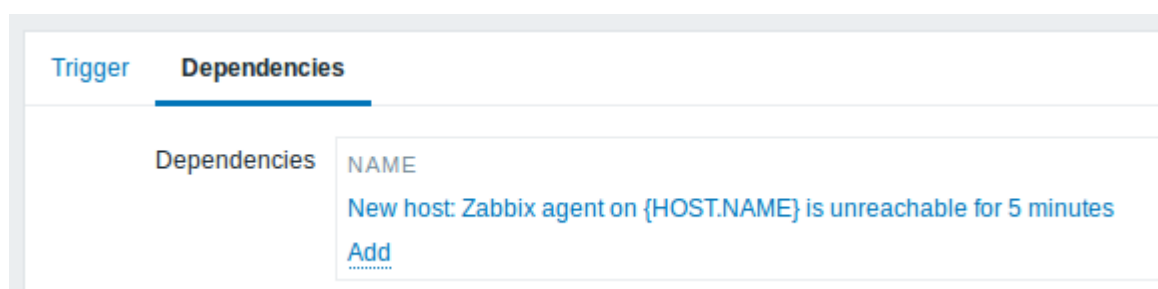 Trigger Dependencies
Dependencies NAME
New host: Zabbix agent on {HOST.NAME} is unreachable for 5 minutes
Add